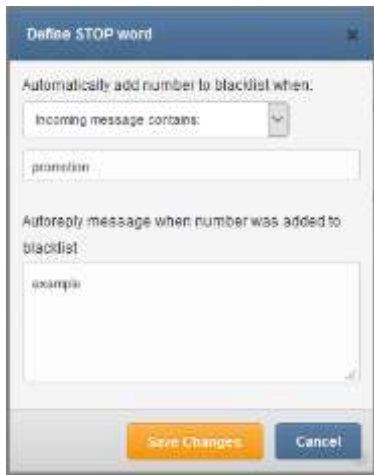 Define STOP word
Automatically add number to blacklist when:
Incoming message contains:
promotion
Autoreply message when number was added to
blacklist
example
Save Changes
Cancel